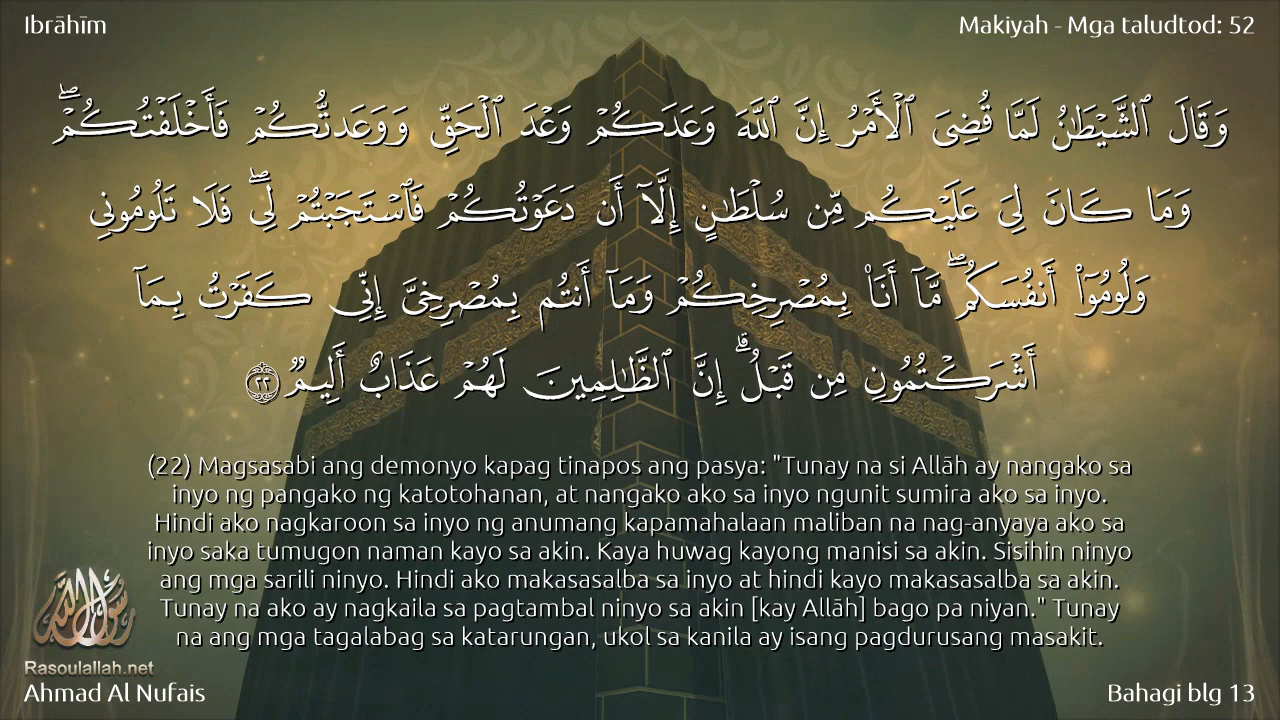 Ibrāhīm
Makiyah - Mga taludtod: 52
وَقَالَ ٱلشَّيْطَٰنُ لَمَّا قُضِىَ ٱلْأَمْرُ إِنَّ ٱللَّهَ وَعَدَكُمْ وَعْدَ ٱلْحَقِّ وَوَعَدتُّكُمْ فَأَخْلَفْتُكُمْ ۖ
وَمَا كَانَ لِىَ عَلَيْكُم مِّن سُلْطَٰنٍ إِلَّآ أَن دَعَوْتُكُمْ فَٱسْتَجَبْتُمْ لِى ۖ فَلَا تَلُومُونِى
وَلُومُوٓا۟ أَنفُسَكُم ۖ مَّآ أَنَا۠ بِمُصْرِخِكُمْ وَمَآ أَنتُم بِمُصْرِخِىَّ إِنِّى كَفَرْتُ بِمَآ
أَشْرَكْتُمُونِ مِن قَبْلُ ۗ إِنَّ ٱلظَّٰلِمِينَ لَهُمْ عَذَابٌ أَلِيمٌ ٢٢
(22) Magsasabi ang demonyo kapag tinapos ang pasya: "Tunay na si Allāh ay nangako sa
inyo ng pangako ng katotohanan, at nangako ako sa inyo ngunit sumira ako sa inyo.
Hindi ako nagkaroon sa inyo ng anumang kapamahalaan maliban na nag-anyaya ako sa
inyo saka tumugon naman kayo sa akin. Kaya huwag kayong manisi sa akin. Sisihin ninyo
ang mga sarili ninyo. Hindi ako makasasalba sa inyo at hindi kayo makasasalba sa akin.
Tunay na ako ay nagkaila sa pagtambal ninyo sa akin [kay Allāh] bago pa niyan." Tunay
na ang mga tagalabag sa katarungan, ukol sa kanila ay isang pagdurusang masakit.
رسول الله
Rasoulallah.net
Ahmad Al Nufais
Bahagi blg 13